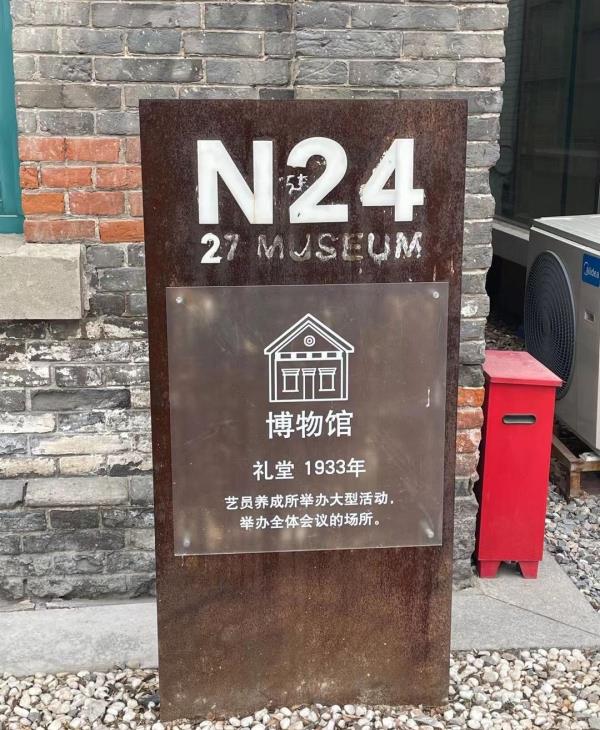 N24
27 MUSEUM
博物馆
礼堂 1933年
艺员养成所举办大型活动，
举办全体会议的场所。
Midea